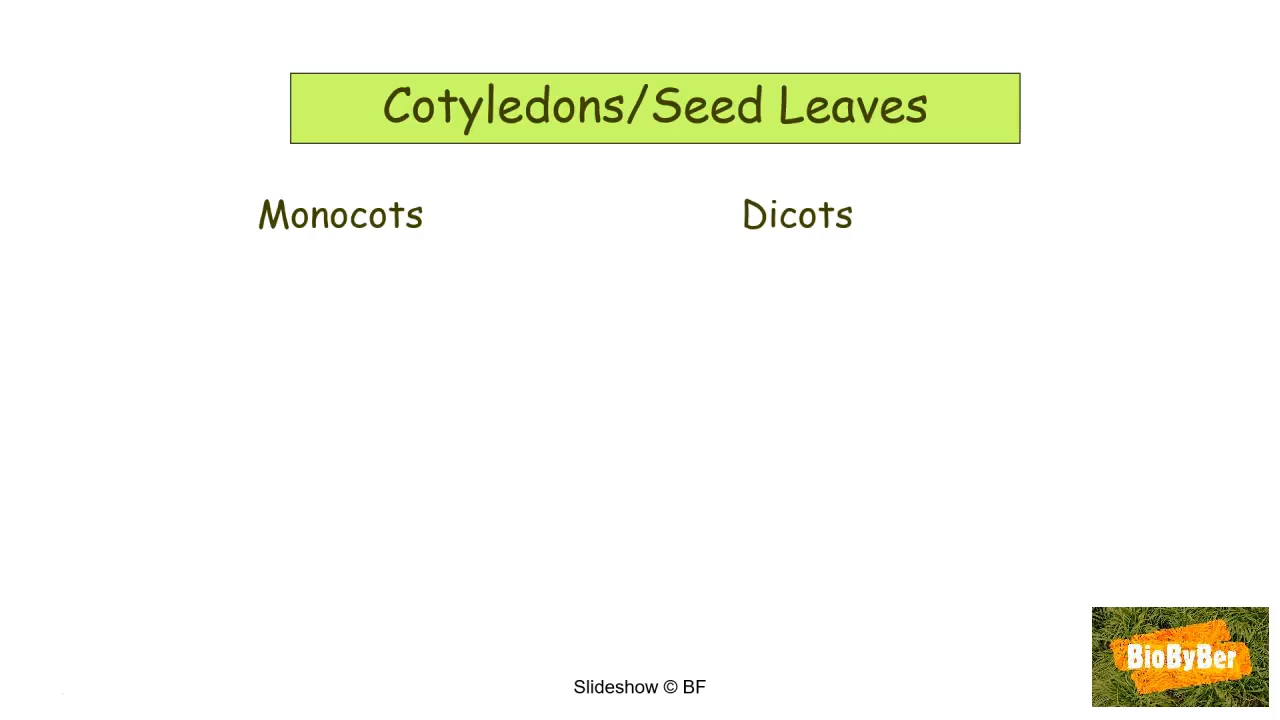 Cotyledons/Seed Leaves
Monocots
Dicots
BioByBer
Slideshow © BF